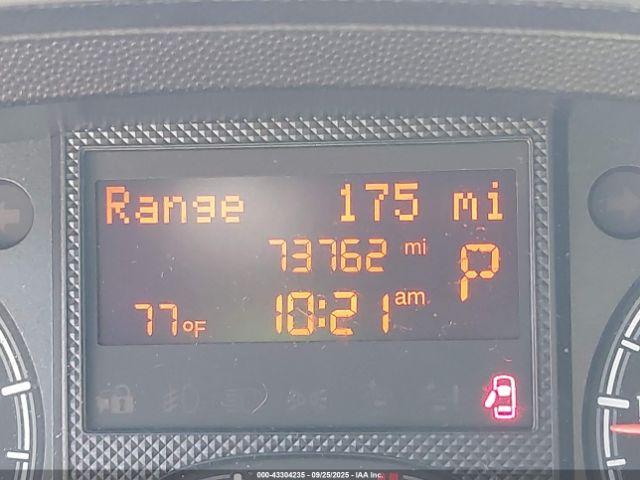 Range 175 mi
73762 mi
P
77°F 10:21 am
000-43304235 - 09/25/2025 - IAA Inc.